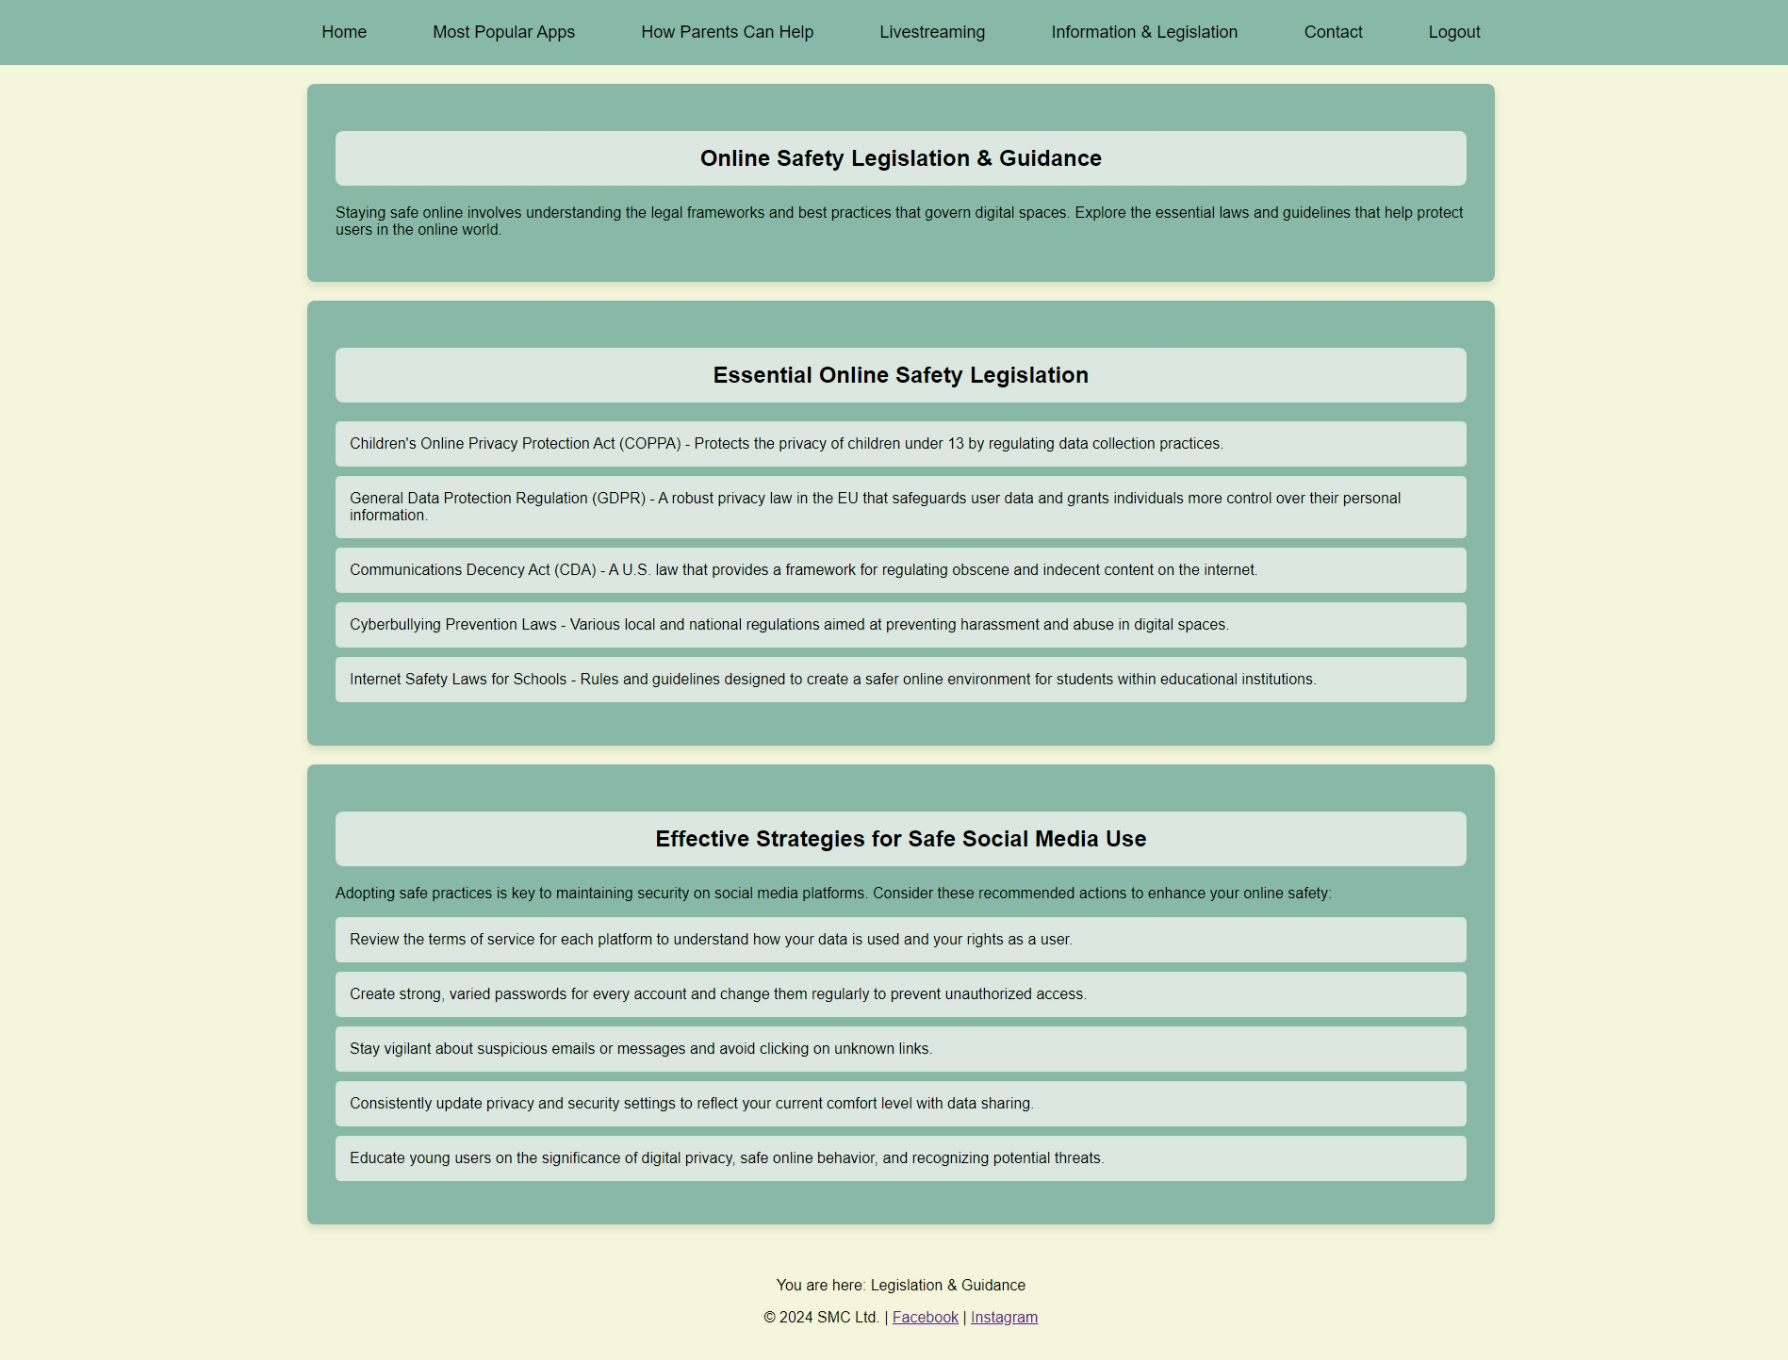 Home Most Popular Apps How Parents Can Help Livestreaming Information & Legislation Contact Logout
Online Safety Legislation & Guidance
Staying safe online involves understanding the legal frameworks and best practices that govern digital spaces. Explore the essential laws and guidelines that help protect
users in the online world.
Essential Online Safety Legislation
Children's Online Privacy Protection Act (COPPA) - Protects the privacy of children under 13 by regulating data collection practices.
General Data Protection Regulation (GDPR) - A robust privacy law in the EU that safeguards user data and grants individuals more control over their personal
information.
Communications Decency Act (CDA) - A U.S. law that provides a framework for regulating obscene and indecent content on the internet.
Cyberbullying Prevention Laws - Various local and national regulations aimed at preventing harassment and abuse in digital spaces.
Internet Safety Laws for Schools - Rules and guidelines designed to create a safer online environment for students within educational institutions.
Effective Strategies for Safe Social Media Use
Adopting safe practices is key to maintaining security on social media platforms. Consider these recommended actions to enhance your online safety:
Review the terms of service for each platform to understand how your data is used and your rights as a user.
Create strong, varied passwords for every account and change them regularly to prevent unauthorized access.
Stay vigilant about suspicious emails or messages and avoid clicking on unknown links.
Consistently update privacy and security settings to reflect your current comfort level with data sharing.
Educate young users on the significance of digital privacy, safe online behavior, and recognizing potential threats.
You are here: Legislation & Guidance
© 2024 SMC Ltd. | Facebook | Instagram